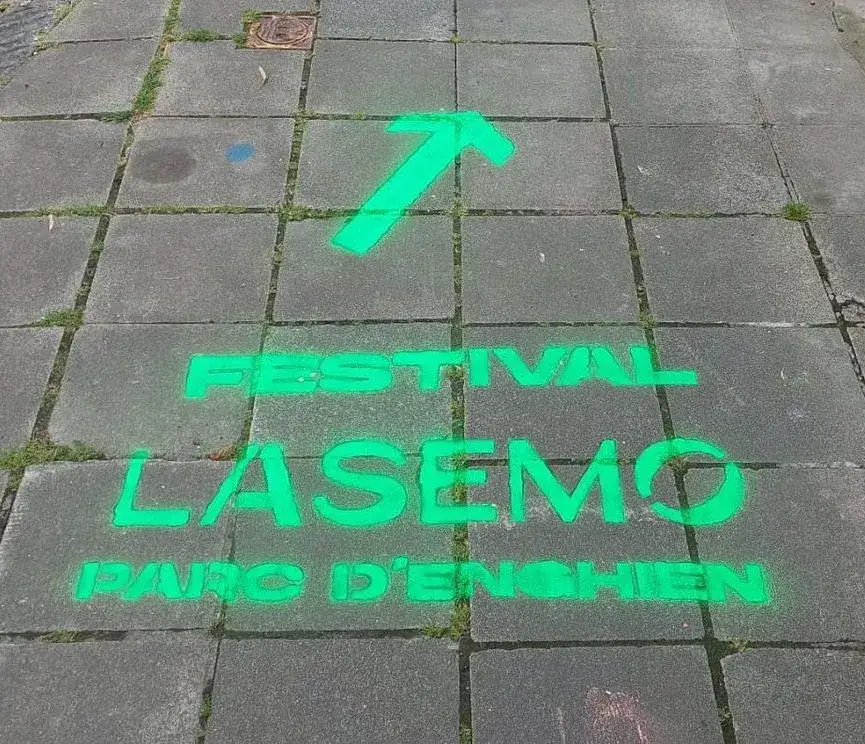 FESTIVAL
LASEMO
PARC D'ENGHIEN